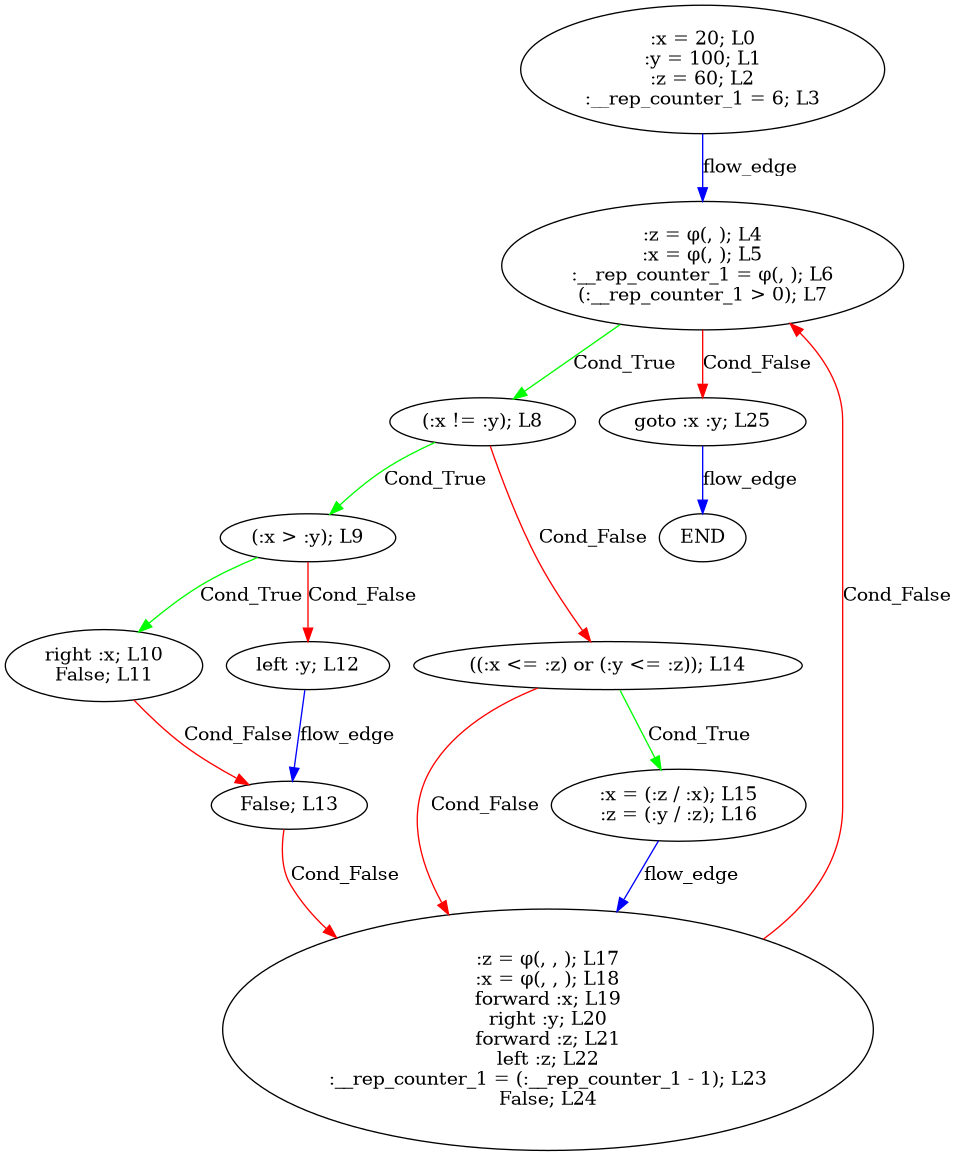 :x = 20; L0
:y = 100; L1
:z = 60; L2
:__rep_counter_1 = 6; L3
flow_edge
:z = φ(, ); L4
:x = φ(, ); L5
:__rep_counter_1 = φ(, ); L6
(:__rep_counter_1 > 0); L7
Cond_True
Cond_False
(:x != :y); L8
goto :x :y; L25
Cond_True
flow_edge
(:x > :y); L9
Cond_False
END
Cond_True
Cond_False
Cond_False
right :x; L10
False; L11
left :y; L12
((:x <= :z) or (:y <= :z)); L14
Cond_False
flow_edge
Cond_True
False; L13
Cond_False
:x = (:z / :x); L15
:z = (:y / :z); L16
Cond_False
flow_edge
:z = φ(, , ); L17
:x = φ(, , ); L18
forward :x; L19
right :y; L20
forward :z; L21
left :z; L22
:__rep_counter_1 = (:__rep_counter_1 - 1); L23
False; L24